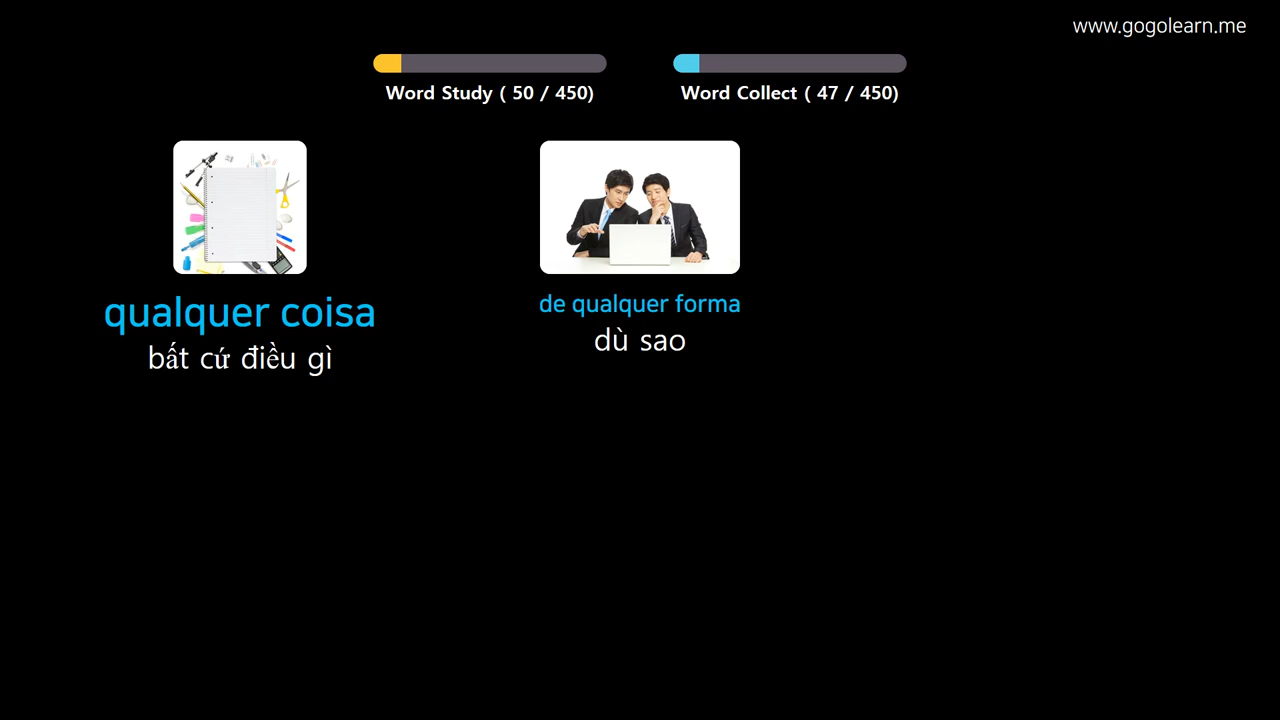 www.gogolearn.me
Word Study ( 50 / 450)
Word Collect ( 47 / 450)
qualquer coisa
bất cứ điều gì
de qualquer forma
dù sao